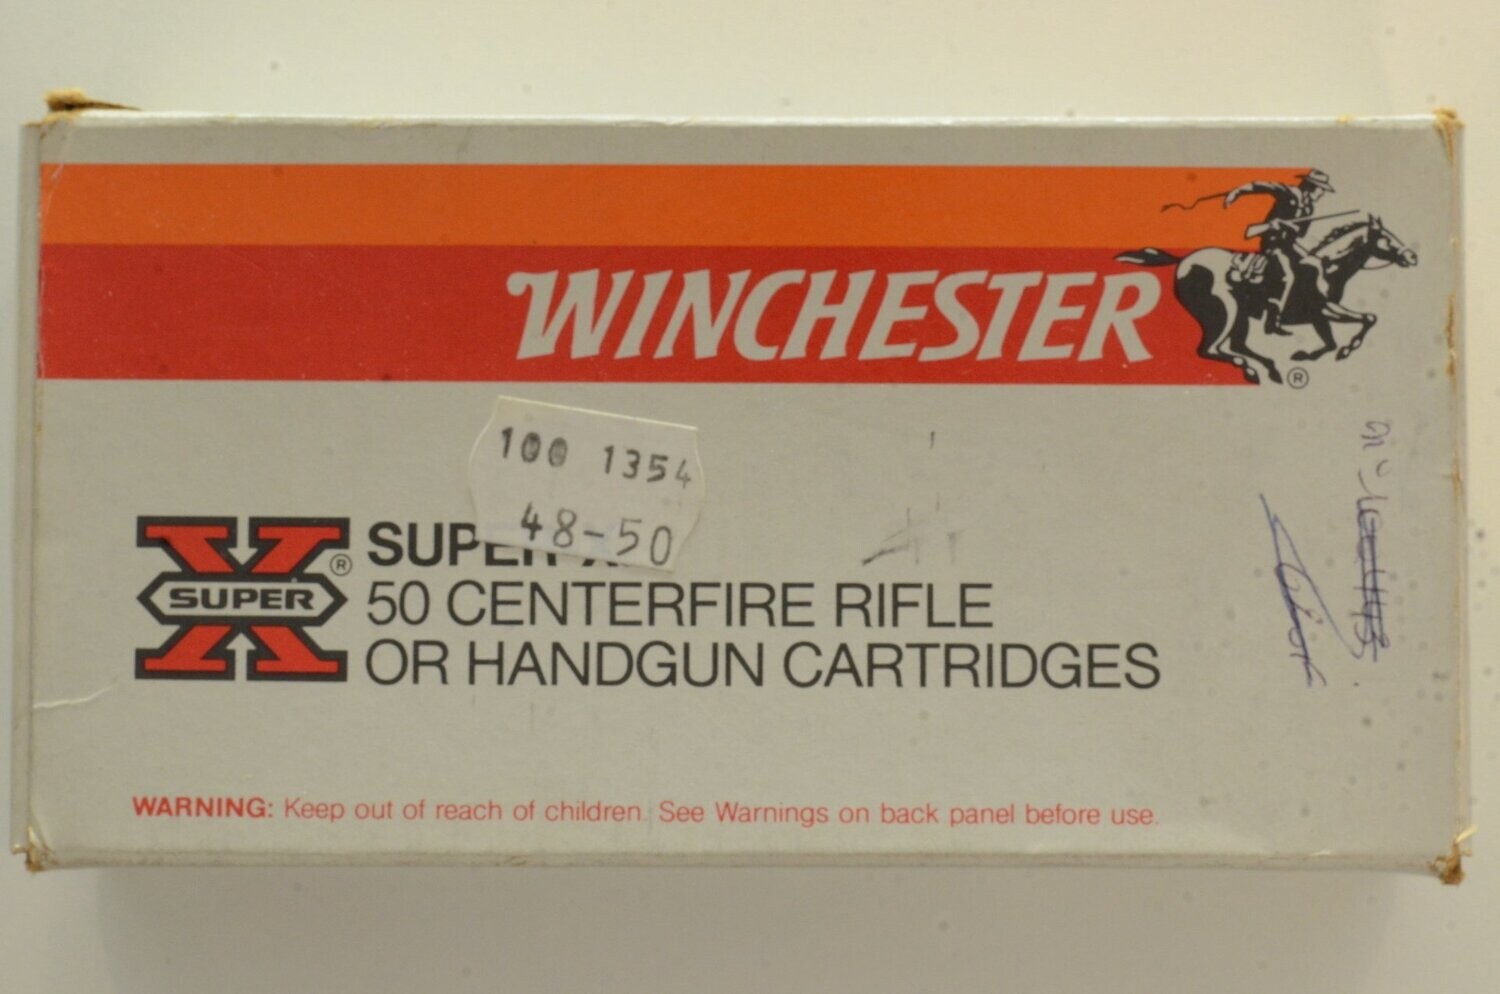 WINCHESTER
®
100 1354
48-50
SUPER ®
SUPER-X
50 CENTERFIRE RIFLE
OR HANDGUN CARTRIDGES
WARNING: Keep out of reach of children. See Warnings on back panel before use.